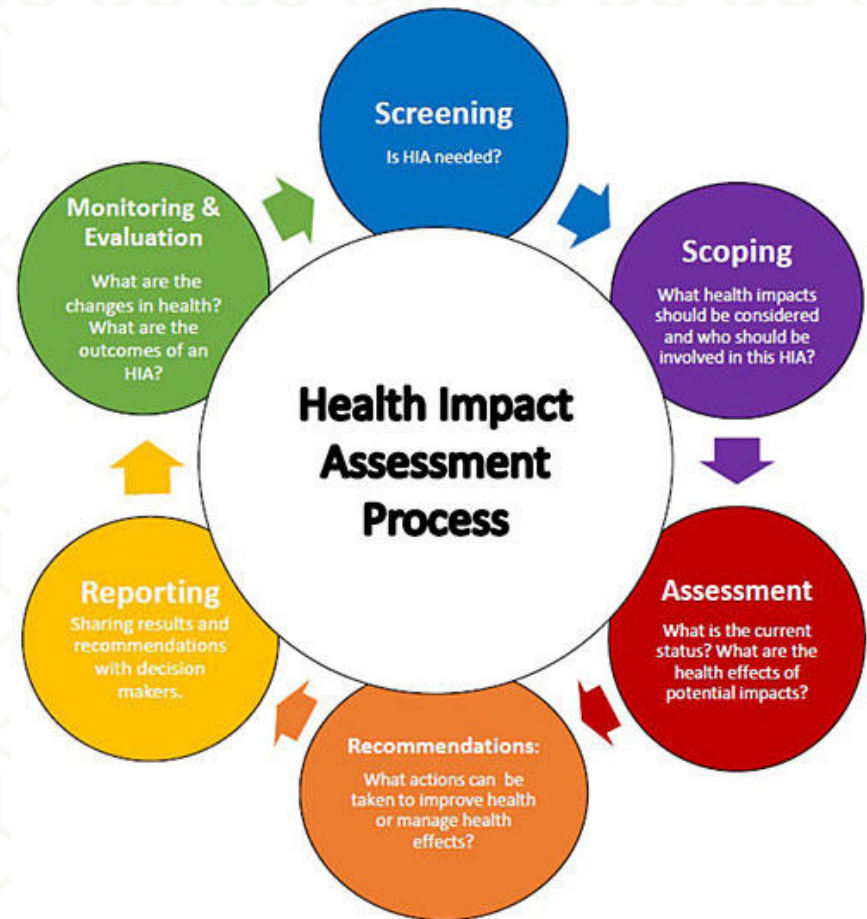 Screening
Is HIA needed?
Scoping
What health impacts
should be considered
and who should be
involved in this HIA?
Assessment
What is the current
status? What are the
health effects of
potential impacts?
Recommendations:
What actions can be
taken to improve health
or manage health
effects?
Reporting
Sharing results and
recommendations
with decision
makers.
Monitoring &
Evaluation
What are the
changes in health?
What are the
outcomes of an
HIA?
Health Impact
Assessment
Process